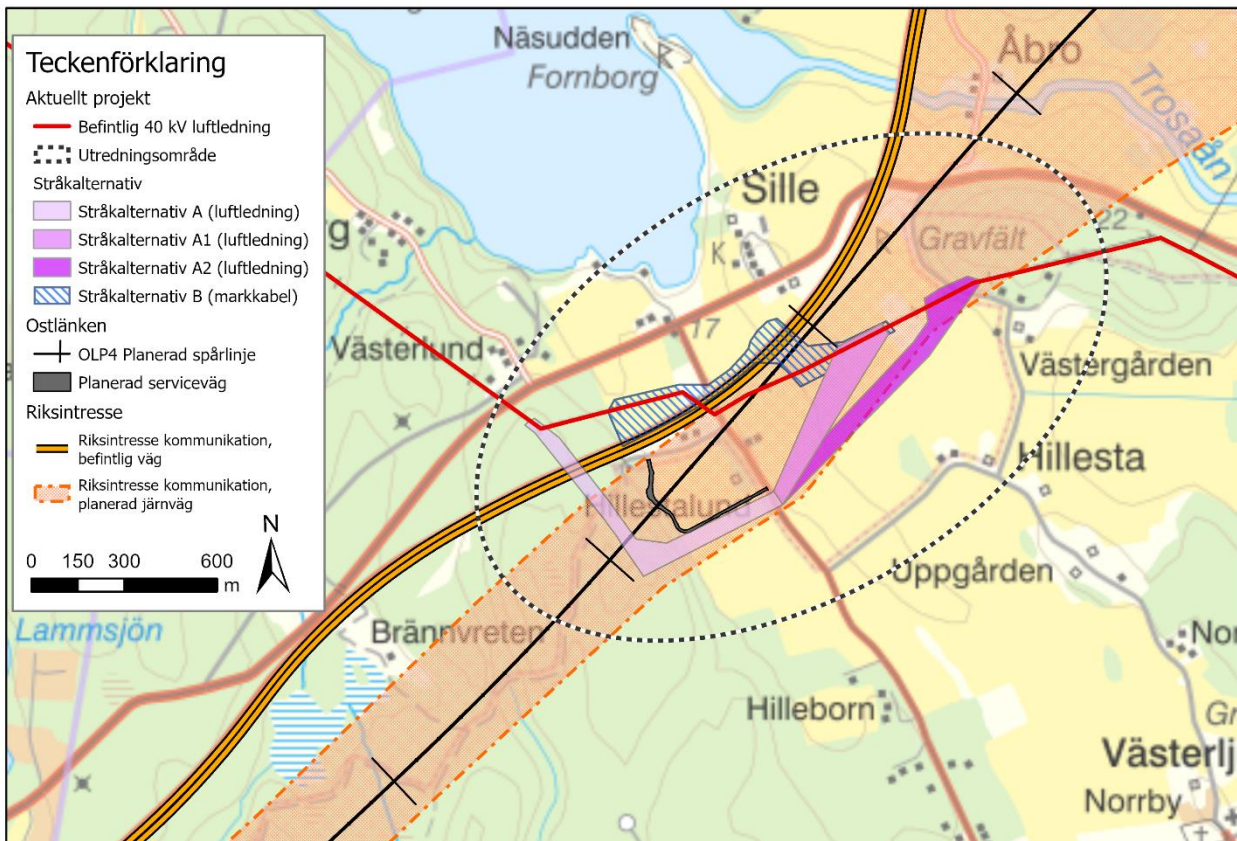 Teckenförklaring
Aktuellt projekt
Befintlig 40 kV luftledning
Utredningsområde
Stråkalternativ
Stråkalternativ A (luftledning)
Stråkalternativ A1 (luftledning)
Stråkalternativ A2 (luftledning)
Stråkalternativ B (markkabel)
Ostlänken
OLP4 Planerad spårlinje
Planerad serviceväg
Riksintresse
Riksintresse kommunikation,
befintlig väg
Riksintresse kommunikation,
planerad järnväg
N
0 150 300 600
m
Näsudden
Fornborg
Åbro
Trosaån
Sille
K
R
Gravfält
22
g
17
Västerlund
Västergården
Hillesta
Hillestalund
Uppgården
Lammsjön
Brännvreten
Hilleborn
Nor
Gr
Västerlj
Norrby